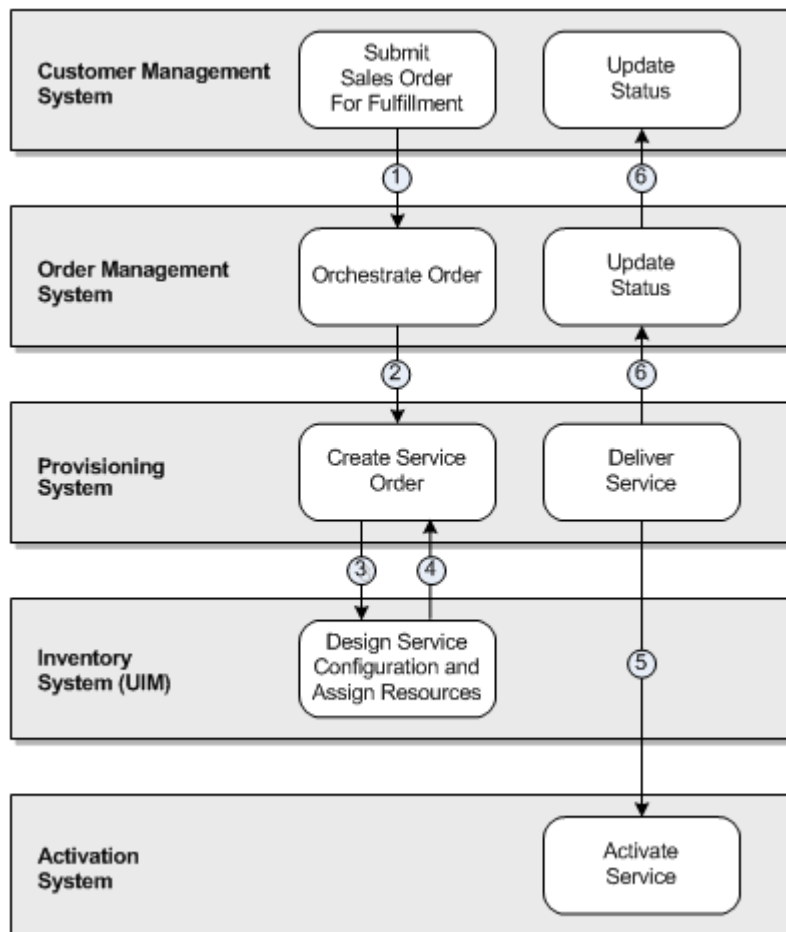 Customer Management
System
Submit
Sales Order
For Fulfillment
Update
Status
1
6
Order Management
System
Orchestrate Order
Update
Status
2
6
Provisioning
System
Create Service
Order
Deliver
Service
3
4
Inventory
System (UIM)
Design Service
Configuration and
Assign Resources
5
Activation
System
Activate
Service